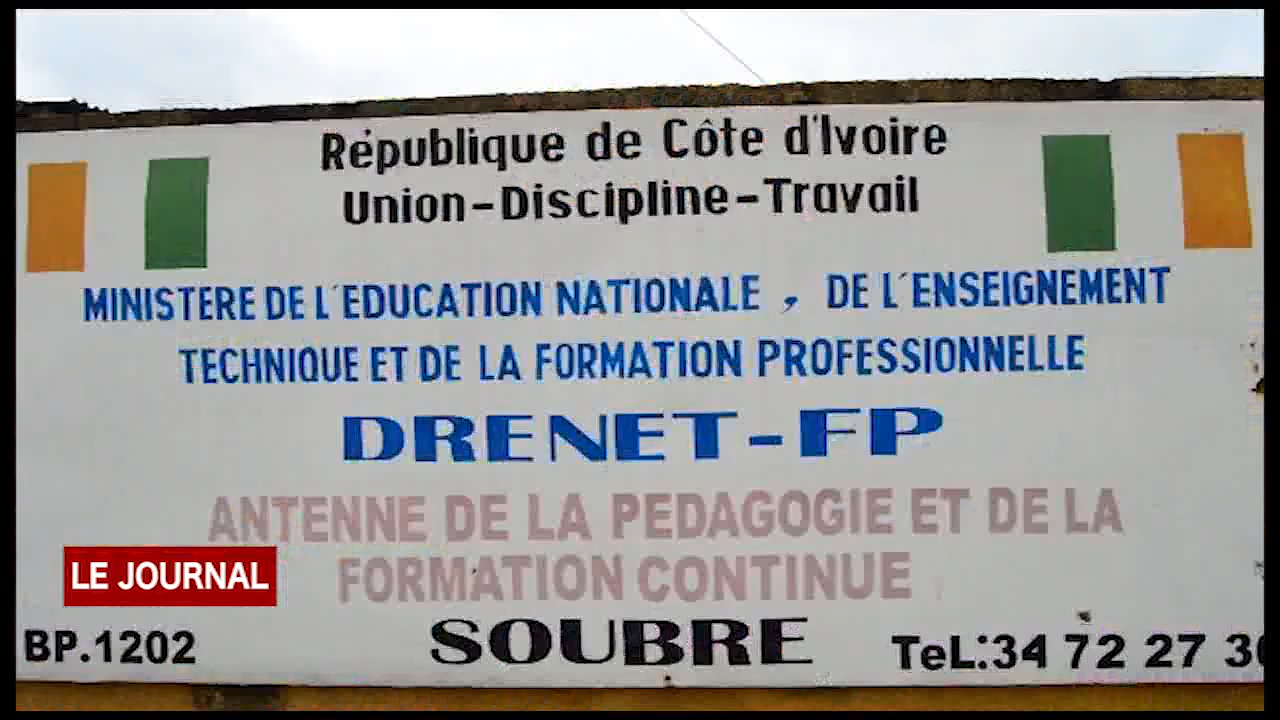 République de Côte d'Ivoire
Union-Discipline-Travail
MINISTERE DE L'EDUCATION NATIONALE , DE L'ENSEIGNEMENT
TECHNIQUE ET DE LA FORMATION PROFESSIONNELLE
DRENET-FP
ANTENNE DE LA PEDAGOGIE ET DE LA
FORMATION CONTINUE
LE JOURNAL
SOUBRE
BP.1202
TeL:34 72 27 30